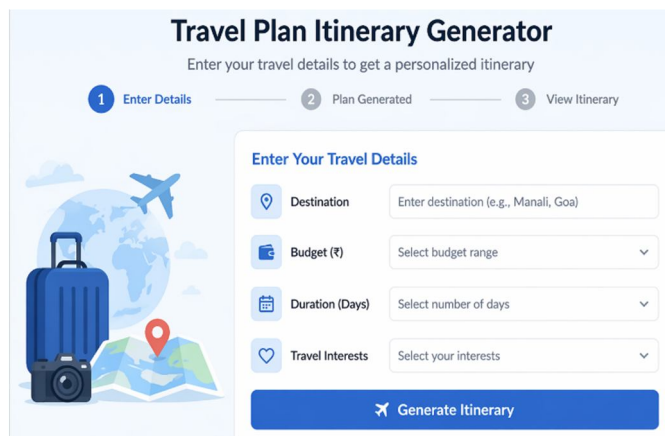 Travel Plan Itinerary Generator
Enter your travel details to get a personalized itinerary
1 Enter Details 2 Plan Generated 3 View Itinerary
Enter Your Travel Details
Destination Enter destination (e.g., Manali, Goa)
Budget (₹) Select budget range
Duration (Days) Select number of days
Travel Interests Select your interests
Generate Itinerary